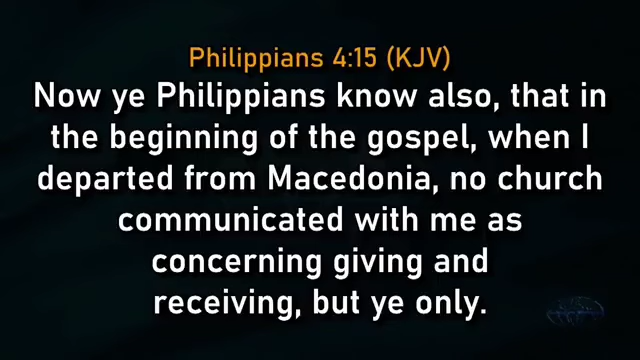 Philippians 4:15 (KJV)
Now ye Philippians know also, that in
the beginning of the gospel, when I
departed from Macedonia, no church
communicated with me as
concerning giving and
receiving, but ye only.